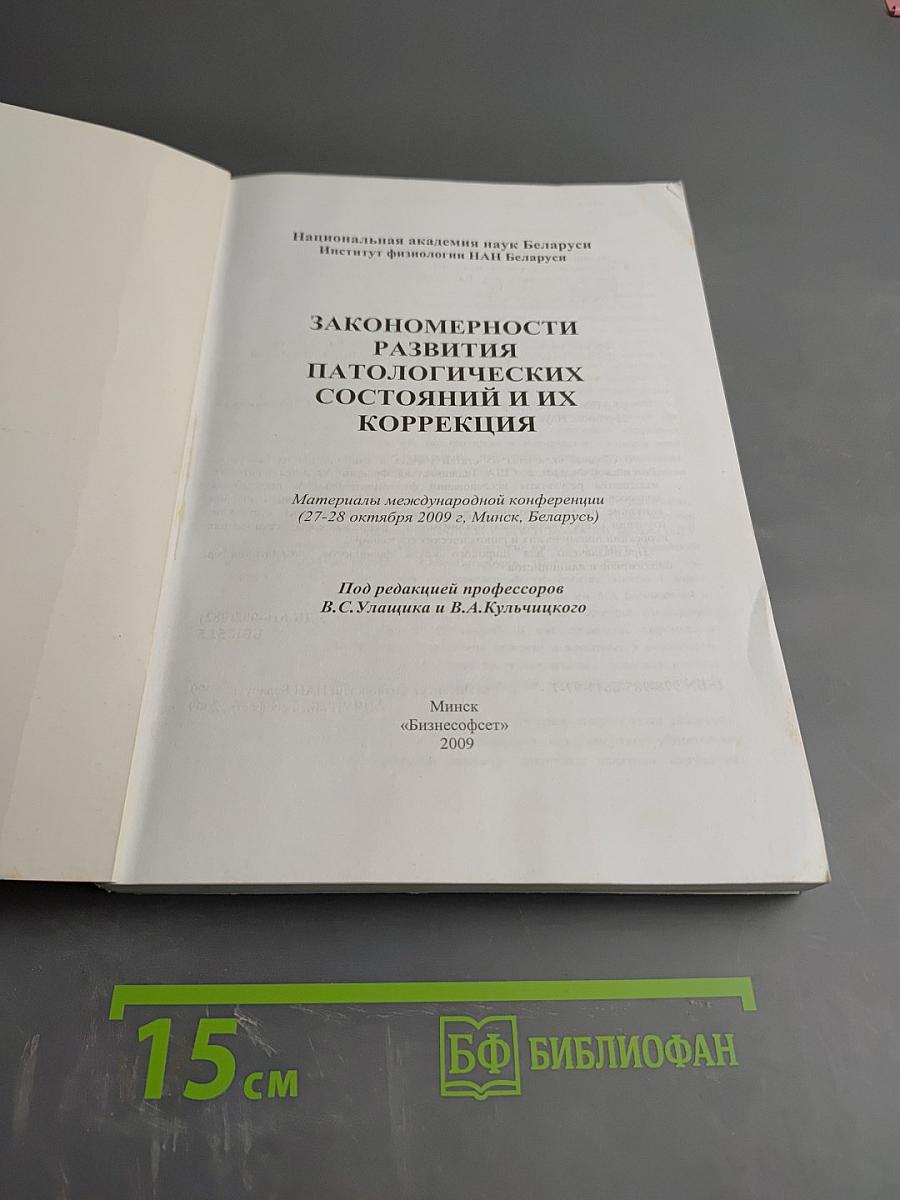 Национальная академия наук Беларуси
Институт физиологии НАН Беларуси
ЗАКОНОМЕРНОСТИ
РАЗВИТИЯ
ПАТОЛОГИЧЕСКИХ
СОСТОЯНИЙ И ИХ
КОРРЕКЦИЯ
Материалы международной конференции
(27-28 октября 2009 г, Минск, Беларусь)
Под редакцией профессоров
В.С.Улащика и В.А.Кульчицкого
Минск
«Бизнесофсет»
2009
15 см
БФ БИБЛИОФАН